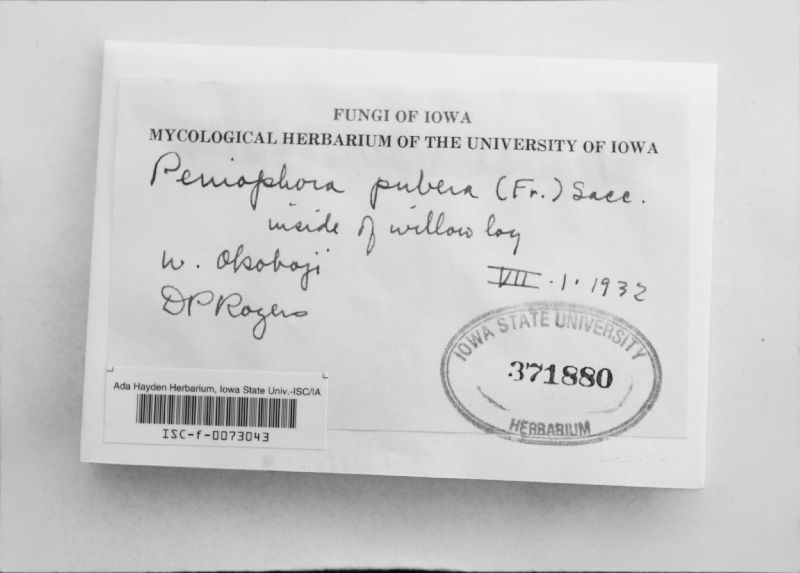 FUNGI OF IOWA
MYCOLOGICAL HERBARIUM OF THE UNIVERSITY OF IOWA
Peniophora pubera (Fr.) Sacc.
inside of willow log
W. Okoboji
VII.1.1932
DPRogers
IOWA STATE UNIVERSITY
371880
HERBARIUM
Ada Hayden Herbarium, Iowa State Univ.-ISC/IA
ISC-f-0073043